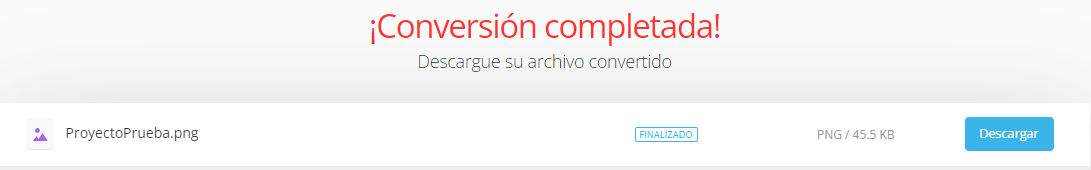 ¡Conversión completada!
Descargue su archivo convertido
ProyectoPrueba.png FINALIZADO PNG / 45.5 KB Descargar